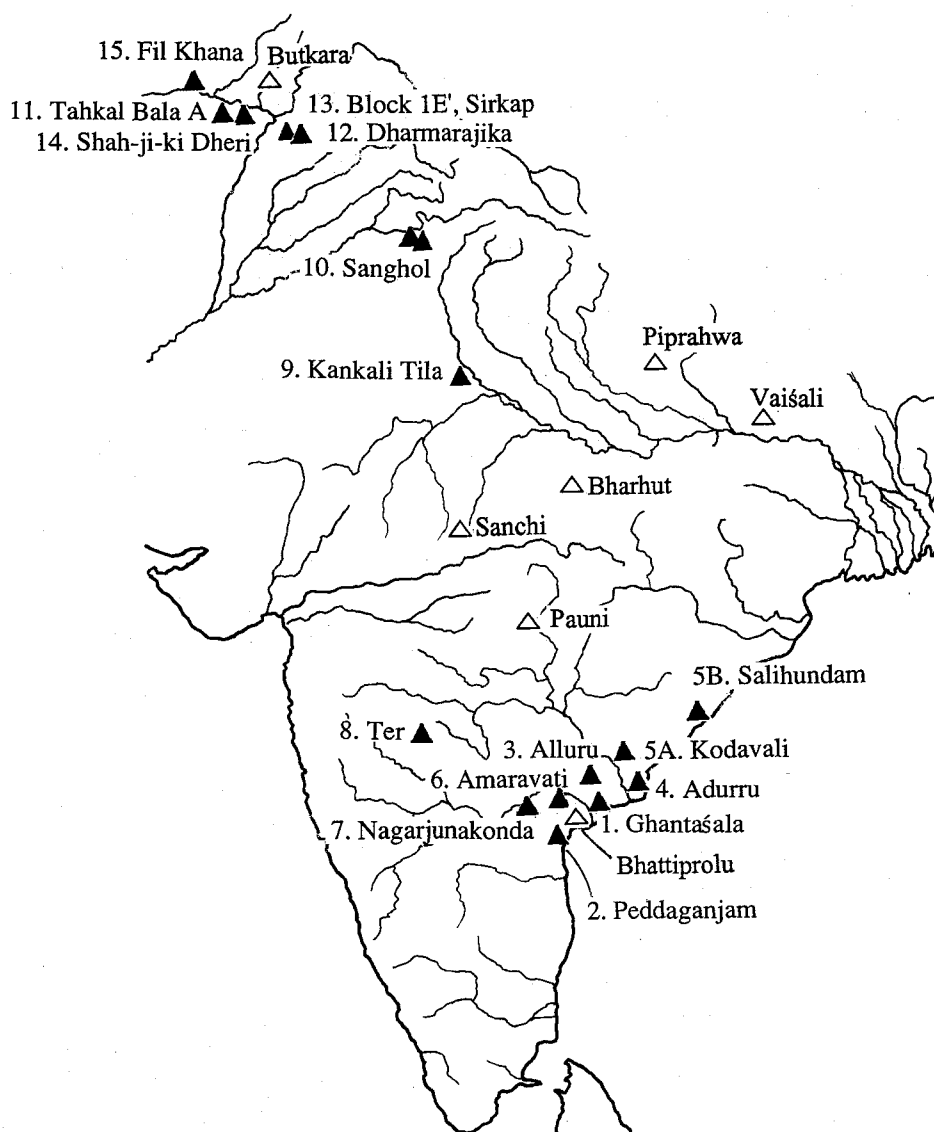 15. Fil Khana
Butkara
11. Tahkal Bala A
13. Block 1E', Sirkap
14. Shah-ji-ki Dheri
12. Dharmarajika
10. Sanghol
Piprahwa
9. Kankali Tila
Vaiśali
Bharhut
Sanchi
Pauni
5B. Salihundam
8. Ter
3. Alluru
5A. Kodavali
6. Amaravati
4. Adurru
7. Nagarjunakonda
1. Ghantaśala
Bhattiprolu
2. Peddaganjam